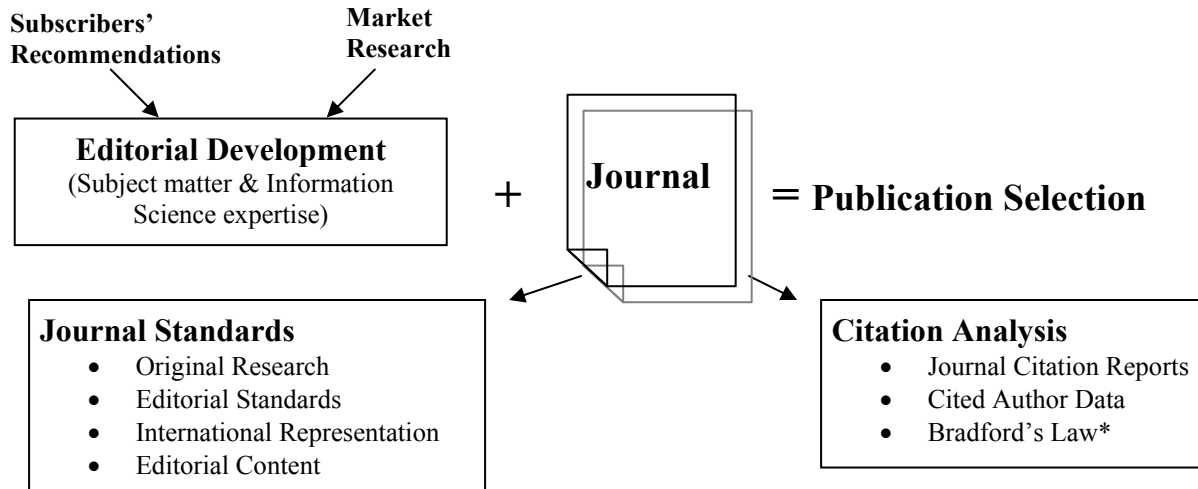 Subscribers’
Recommendations
Market
Research
Editorial Development
(Subject matter & Information
Science expertise)
+
Journal
= Publication Selection
Journal Standards
• Original Research
• Editorial Standards
• International Representation
• Editorial Content
Citation Analysis
• Journal Citation Reports
• Cited Author Data
• Bradford’s Law*